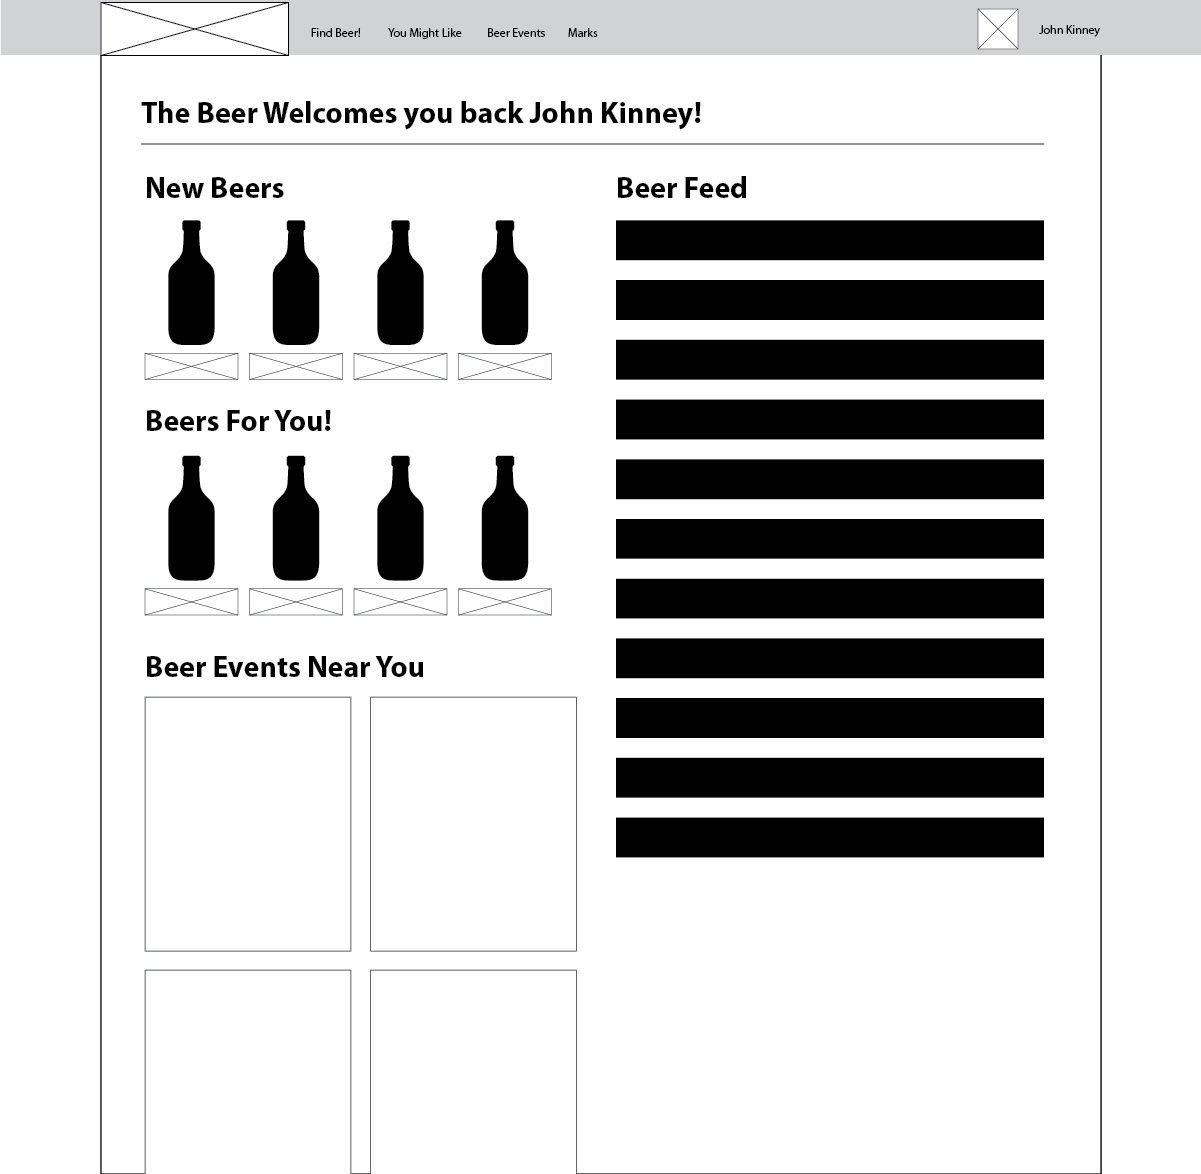 Find Beer!
You Might Like
Beer Events
Marks
John Kinney
The Beer Welcomes you back John Kinney!
New Beers
Beers For You!
Beer Events Near You
Beer Feed